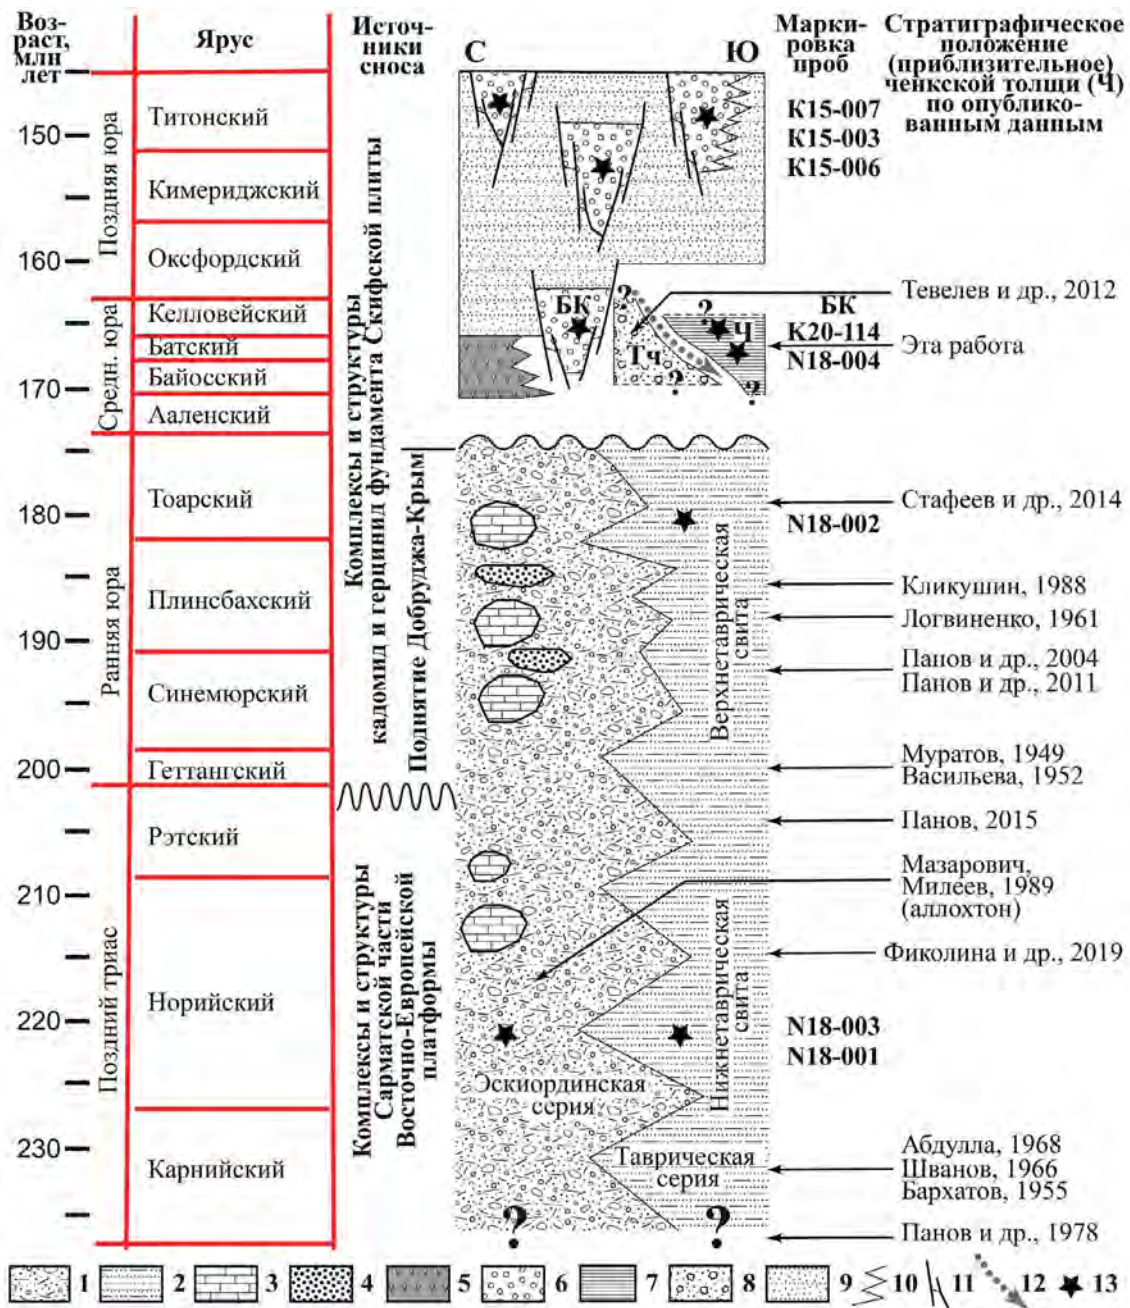 Воз-
раст,
млн
лет
Ярус
Источ-
ники
сноса
С
Ю
Марки-
ровка
проб
Стратиграфическое
положение
(приблизительное)
ченкской толщи (Ч)
по опублико-
ванным данным
150
160
170
180
190
200
210
220
230
Поздняя юра
Средн. юра
Ранняя юра
Поздний триас
Титонский
Кимериджский
Оксфордский
Келловейский
Батский
Байосский
Ааленский
Тоарский
Плинсбахский
Синемюрский
Геттангский
Рэтский
Норийский
Карнийский
Комплексы и структуры
кадомид и герцинид фундамента Скифской плиты
Поднятие Добруджа-Крым
Комплексы и структуры
Сарматской части
Восточно-Европейской
платформы
БК
?
?
Ч
Тч
?
?
Верхнетаврическая
свита
Нижнетаврическая
свита
Эскиординская
серия
Таврическая
серия
?
?
K15-007
K15-003
K15-006
БК
K20-114
N18-004
N18-002
N18-003
N18-001
Тевелев и др., 2012
Эта работа
Стафеев и др., 2014
Кликушин, 1988
Логвиненко, 1961
Панов и др., 2004
Панов и др., 2011
Муратов, 1949
Васильева, 1952
Панов, 2015
Мазарович,
Милеев, 1989
(аллохтон)
Фиколина и др., 2019
Абдулла, 1968
Шванов, 1966
Бархатов, 1955
Панов и др., 1978
1 2 3 4 5 6 7 8 9 10 11 12 13